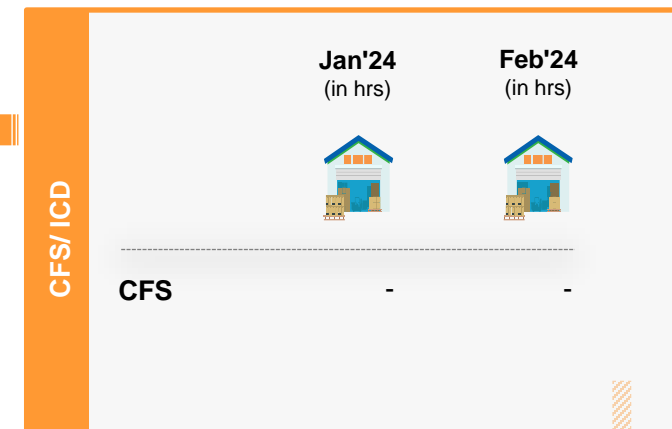 Jan'24 Feb'24
(in hrs) (in hrs)
CFS/ ICD
CFS - -